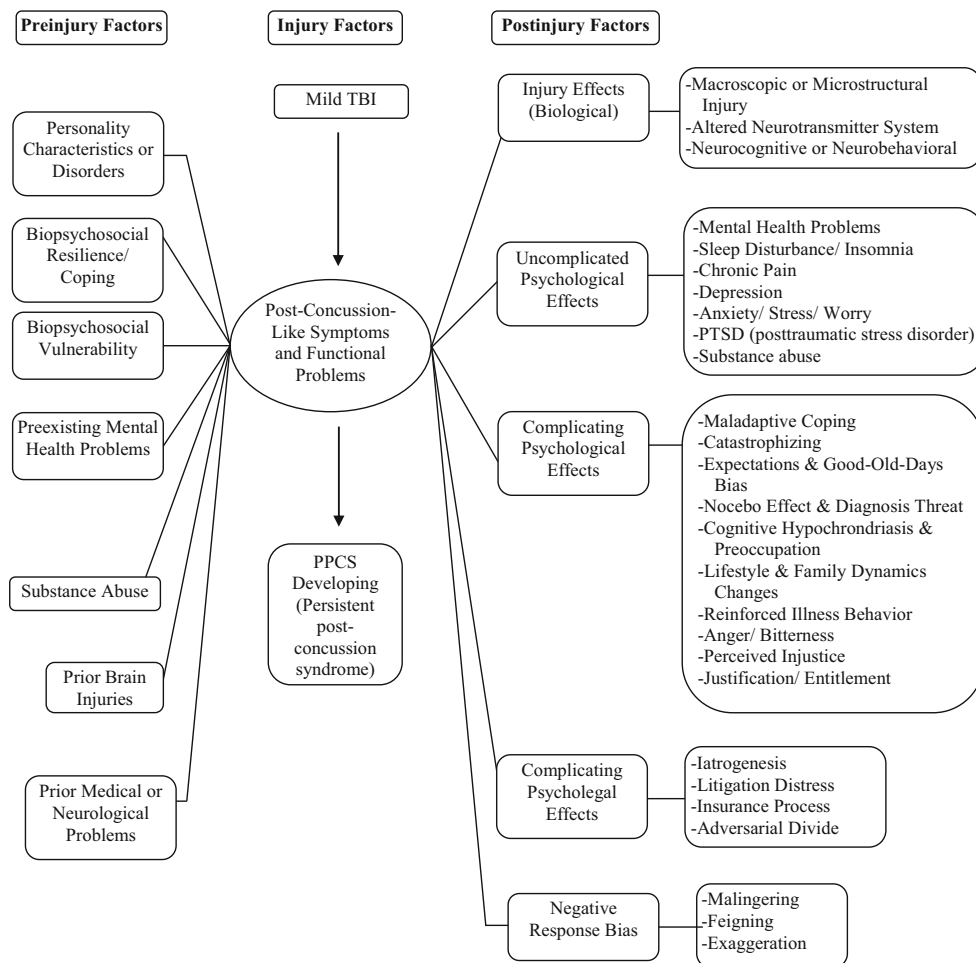 Preinjury Factors
Injury Factors
Postinjury Factors
Personality
Characteristics or
Disorders
Biopsychosocial
Resilience/
Coping
Biopsychosocial
Vulnerability
Preexisting Mental
Health Problems
Substance Abuse
Prior Brain
Injuries
Prior Medical or
Neurological
Problems
Mild TBI
Post-Concussion-
Like Symptoms
and Functional
Problems
PPCS
Developing
(Persistent
post-
concussion
syndrome)
Injury Effects
(Biological)
-Macroscopic or Microstructural
Injury
-Altered Neurotransmitter System
-Neurocognitive or Neurobehavioral
Uncomplicated
Psychological
Effects
-Mental Health Problems
-Sleep Disturbance/ Insomnia
-Chronic Pain
-Depression
-Anxiety/ Stress/ Worry
-PTSD (posttraumatic stress disorder)
-Substance abuse
Complicating
Psychological
Effects
-Maladaptive Coping
-Catastrophizing
-Expectations & Good-Old-Days
Bias
-Nocebo Effect & Diagnosis Threat
-Cognitive Hypochrondriasis &
Preoccupation
-Lifestyle & Family Dynamics
Changes
-Reinforced Illness Behavior
-Anger/ Bitterness
-Perceived Injustice
-Justification/ Entitlement
Complicating
Psycholegal
Effects
-Iatrogenesis
-Litigation Distress
-Insurance Process
-Adversarial Divide
Negative
Response Bias
-Malingering
-Feigning
-Exaggeration